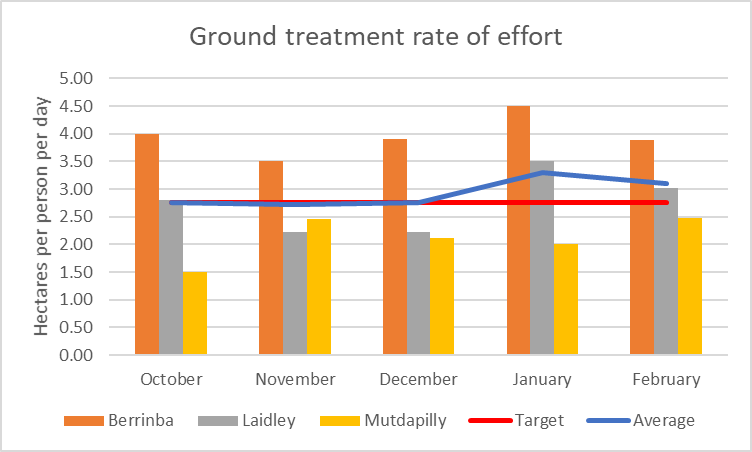 Ground treatment rate of effort
Hectares per person per day
5.00
4.50
4.00
3.50
3.00
2.50
2.00
1.50
1.00
0.50
0.00
October November December January February
Berrinba Laidley Mutdapilly Target Average